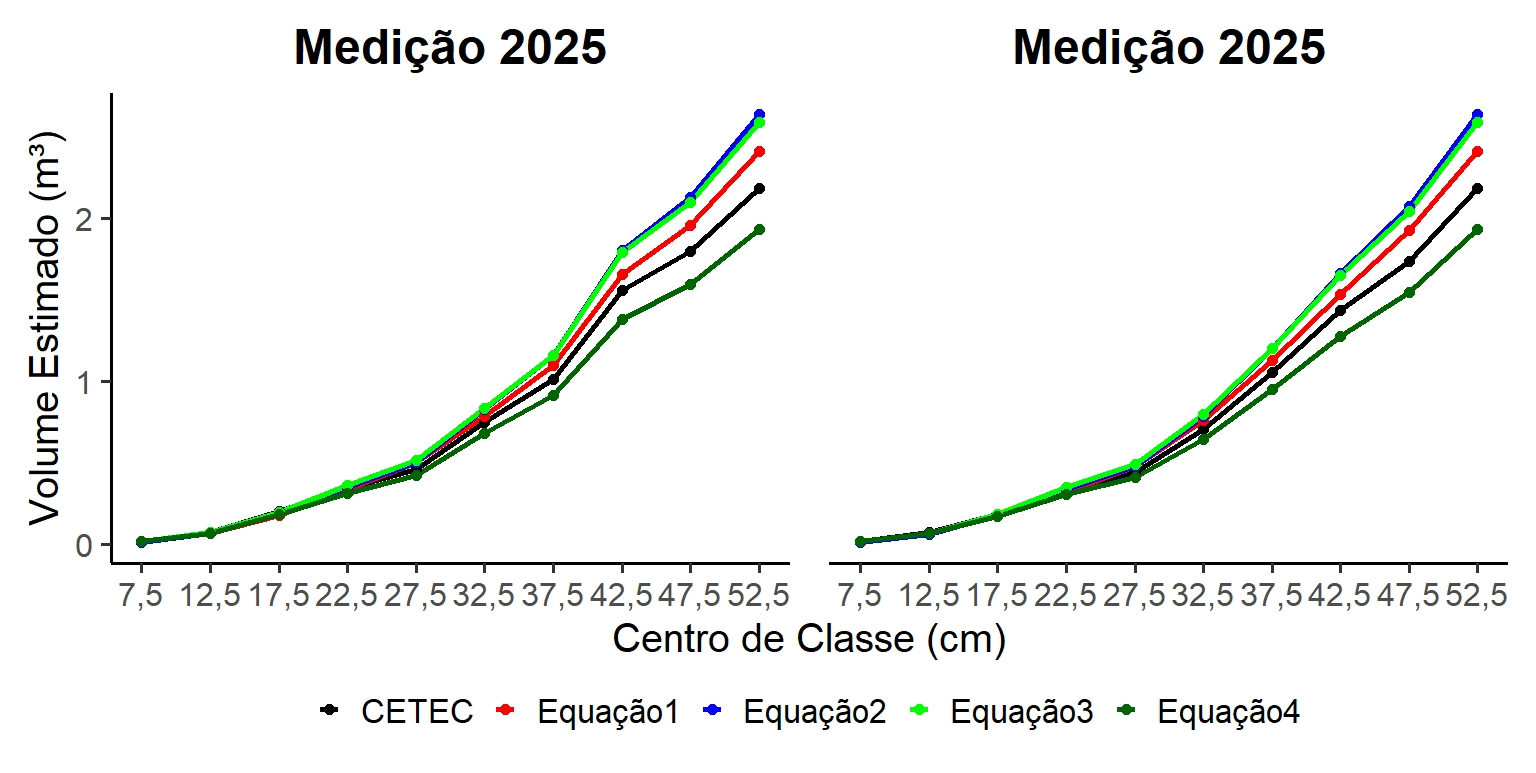 Medição 2025 Medição 2025
Volume Estimado (m³)
2
1
0
7,5 12,5 17,5 22,5 27,5 32,5 37,5 42,5 47,5 52,5 7,5 12,5 17,5 22,5 27,5 32,5 37,5 42,5 47,5 52,5
Centro de Classe (cm)
CETEC Equação1 Equação2 Equação3 Equação4